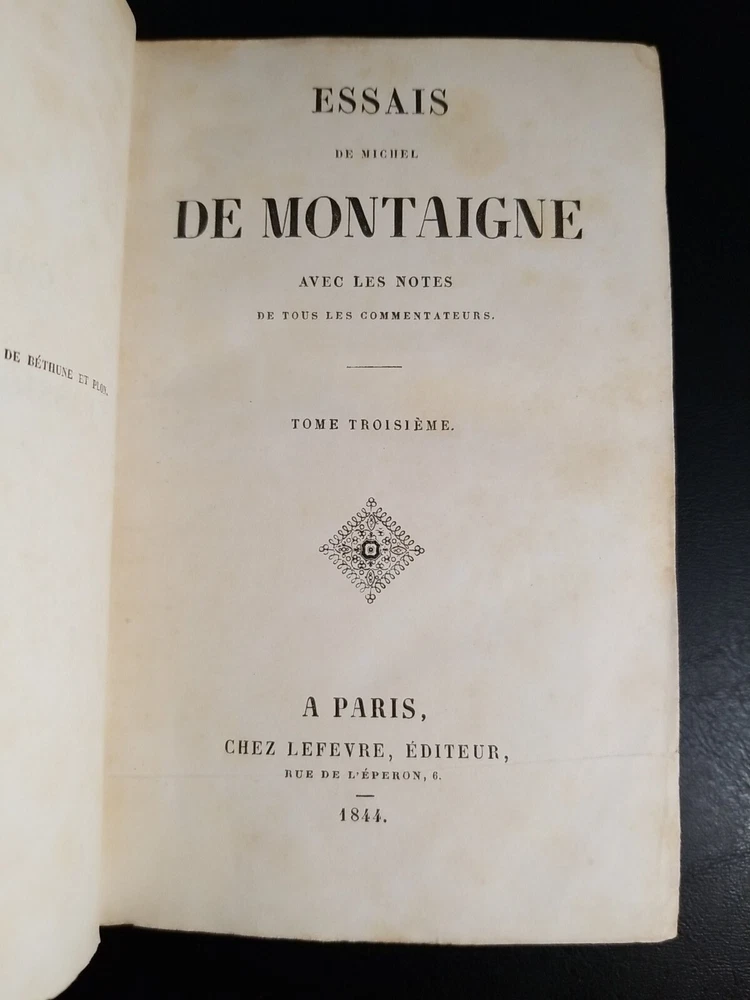 DE BÉTHUNE ET PLON.
ESSAIS
DE MICHEL
DE MONTAIGNE
AVEC LES NOTES
DE TOUS LES COMMENTATEURS.
TOME TROISIÈME.
A PARIS,
CHEZ LEFEVRE, ÉDITEUR,
RUE DE L'ÉPERON, 6.
1844.